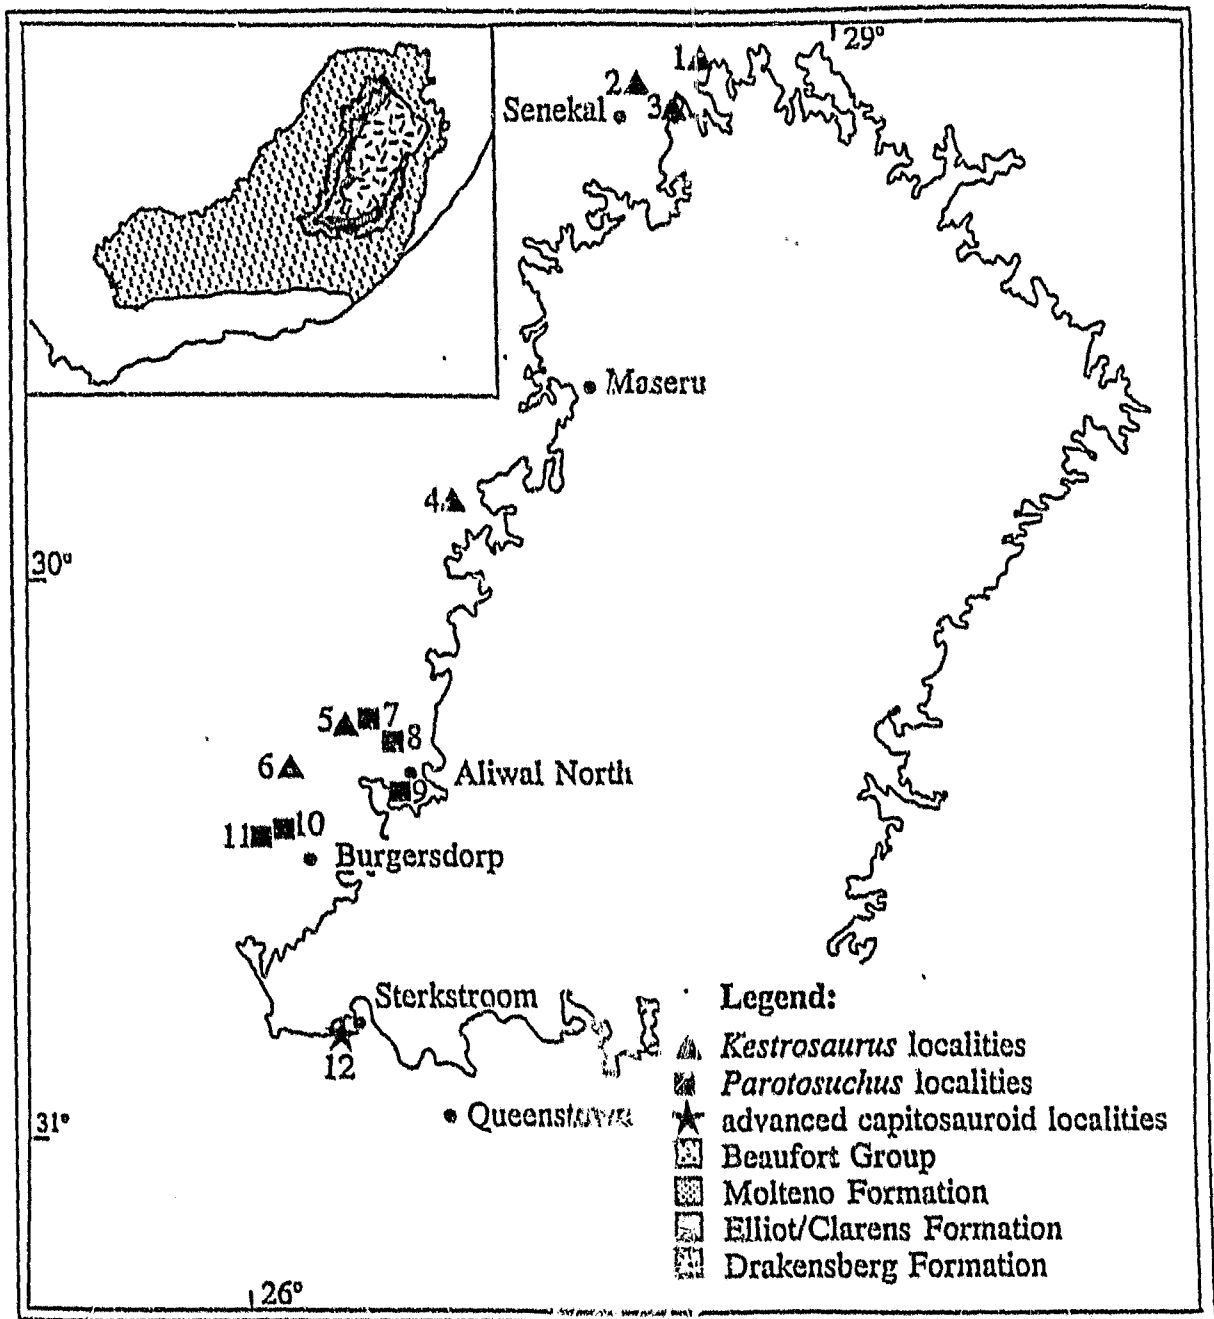 29°
1
2
Senekal
3
Maseru
4
30°
5
7
8
6
Aliwal North
9
11
10
Burgersdorp
Sterkstroom
12
Queenstown
31°
26°
Legend:
Kestrosaurus localities
Parotosuchus localities
advanced capitosauroid localities
Beaufort Group
Molteno Formation
Elliot/Clarens Formation
Drakensberg Formation